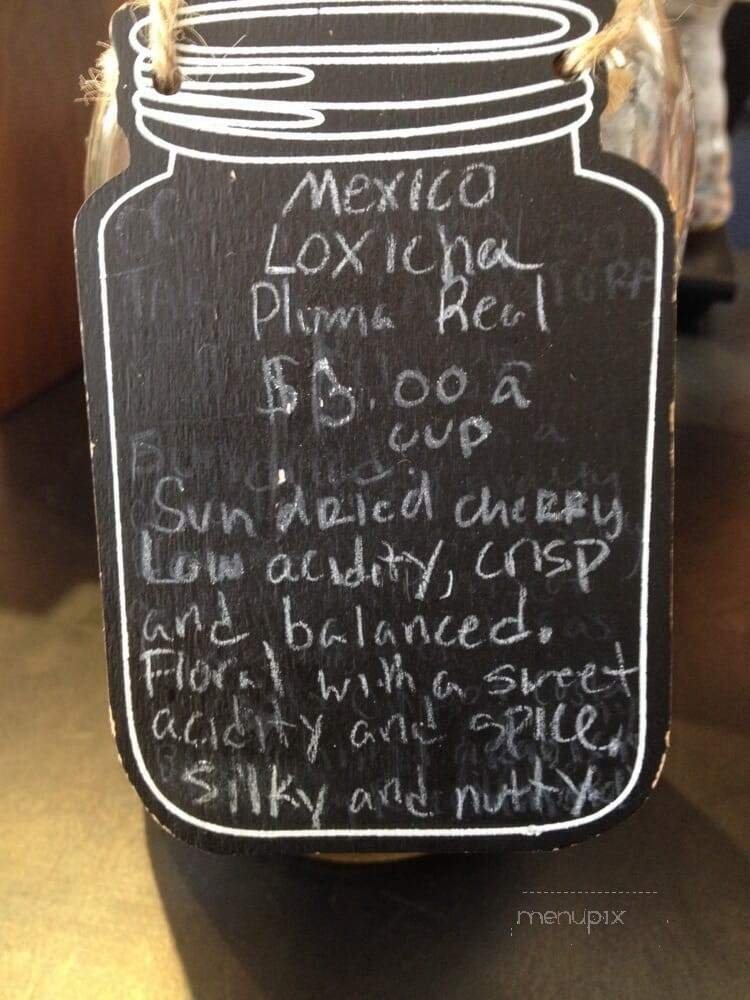 Mexico
Loxicha
Pluma Real
$3.00 a
cup
Sun dried cherry
Low acidity, crisp
and balanced.
Floral with a sweet
acidity and spice.
Silky and nutty
menupix